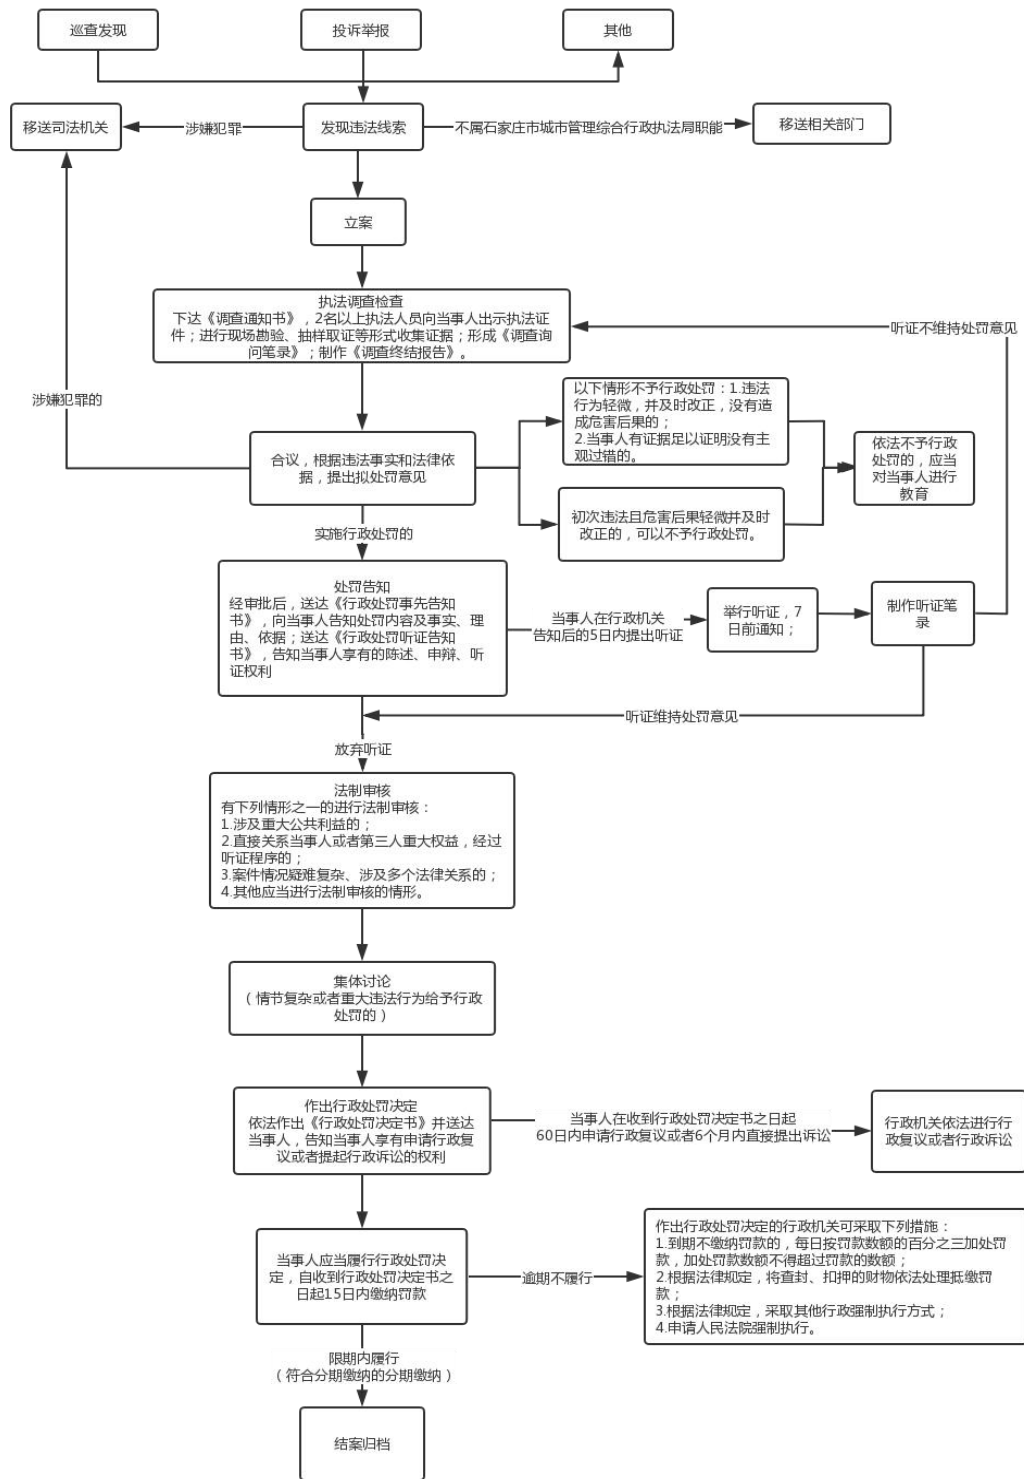 巡查发现
投诉举报
其他
移送司法机关
涉嫌犯罪
发现违法线索
不属石家庄市城市管理综合行政执法局职能
移送相关部门
立案
执法调查检查
下达《调查通知书》，2名以上执法人员向当事人出示执法证
件；进行现场勘验、抽样取证等形式收集证据；形成《调查询
问笔录》；制作《调查终结报告》。
听证不维持处罚意见
涉嫌犯罪的
以下情形不予行政处罚：1.违法
行为轻微，并及时改正，没有造
成危害后果的；
2.当事人有证据足以证明没有主
观过错的。
合议，根据违法事实和法律依
据，提出拟处罚意见
依法不予行政
处罚的，应当
对当事人进行
教育
初次违法且危害后果轻微并及时
改正的，可以不予行政处罚。
实施行政处罚的
处罚告知
经审批后，送达《行政处罚事先告知
书》，向当事人告知处罚内容及事实、理
由、依据；送达《行政处罚听证告知
书》，告知当事人享有的陈述、申辩、听
证权利
当事人在行政机关
告知后的5日内提出听证
举行听证，7
日前通知；
制作听证笔
录
听证维持处罚意见
放弃听证
法制审核
有下列情形之一的进行法制审核：
1.涉及重大公共利益的；
2.直接关系当事人或者第三人重大权益，经过
听证程序的；
3.案件情况疑难复杂、涉及多个法律关系的；
4.其他应当进行法制审核的情形。
集体讨论
（情节复杂或者重大违法行为给予行政
处罚的）
作出行政处罚决定
依法作出《行政处罚决定书》并送达
当事人，告知当事人享有申请行政复
议或者提起行政诉讼的权利
当事人在收到行政处罚决定书之日起
60日内申请行政复议或者6个月内直接提出诉讼
行政机关依法进行行
政复议或者行政诉讼
当事人应当履行行政处罚决
定，自收到行政处罚决定书之
日起15日内缴纳罚款
逾期不履行
作出行政处罚决定的行政机关可采取下列措施：
1.到期不缴纳罚款的，每日按罚款数额的百分之三加处罚
款，加处罚款数额不得超过罚款的数额；
2.根据法律规定，将查封、扣押的财物依法处理抵缴罚
款；
3.根据法律规定，采取其他行政强制执行方式；
4.申请人民法院强制执行。
限期内履行
（符合分期缴纳的分期缴纳）
结案归档